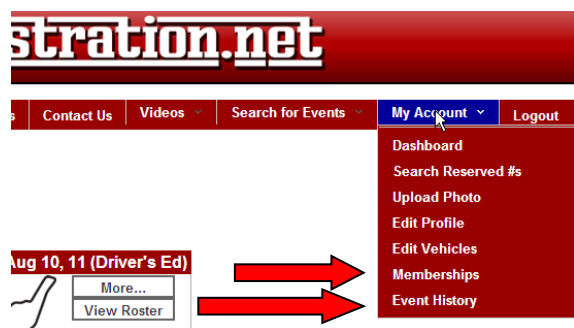 stration.net
s Contact Us Videos Search for Events My Account Logout
Dashboard
Search Reserved #s
Upload Photo
Edit Profile
Edit Vehicles
Memberships
Event History
Aug 10, 11 (Driver's Ed)
More...
View Roster